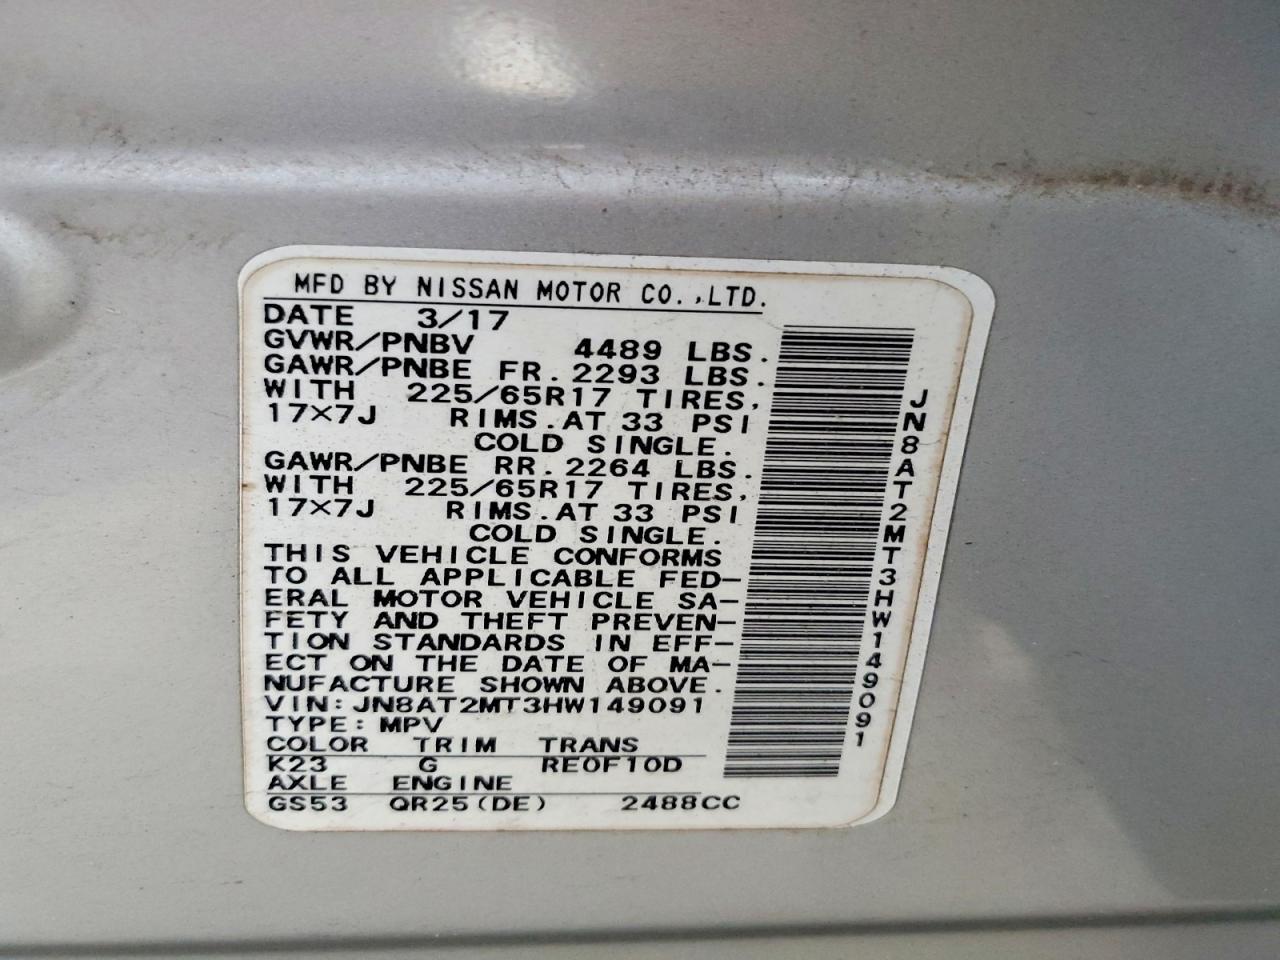 MFD BY NISSAN MOTOR CO.,LTD.
DATE 3/17
GVWR/PNBV 4489 LBS.
GAWR/PNBE FR. 2293 LBS.
WITH 225/65R17 TIRES,
17X7J RIMS.AT 33 PSI
COLD SINGLE.
GAWR/PNBE RR. 2264 LBS.
WITH 225/65R17 TIRES,
17X7J RIMS.AT 33 PSI
COLD SINGLE.
THIS VEHICLE CONFORMS
TO ALL APPLICABLE FED-
ERAL MOTOR VEHICLE SA-
FETY AND THEFT PREVEN-
TION STANDARDS IN EFF-
ECT ON THE DATE OF MA-
NUFACTURE SHOWN ABOVE.
VIN: JN8AT2MT3HW149091
TYPE: MPV
COLOR TRIM TRANS
K23 G RE0F10D
AXLE ENGINE
GS53 QR25(DE) 2488CC
JN8AT2MT3HW149091